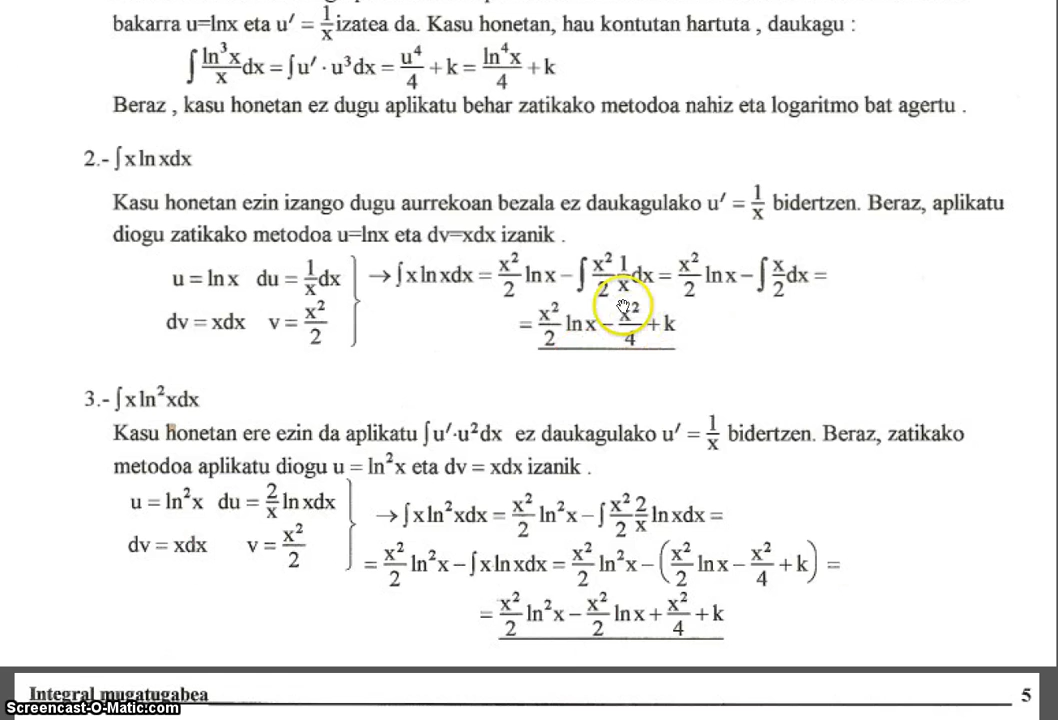 bakarra u=lnx eta u′ = 1/x izatea da. Kasu honetan, hau kontutan hartuta , daukagu :
∫ ln³x/x dx = ∫u′ · u³dx = u⁴/4 + k = ln⁴x/4 + k
Beraz , kasu honetan ez dugu aplikatu behar zatikako metodoa nahiz eta logaritmo bat agertu .
2.- ∫x ln xdx
Kasu honetan ezin izango dugu aurrekoan bezala ez daukagulako u′ = 1/x bidertzen. Beraz, aplikatu
diogu zatikako metodoa u=lnx eta dv=xdx izanik .
u = ln x du = 1/x dx
dv = xdx v = x²/2
→ ∫x ln xdx = x²/2 ln x − ∫ x²/2 1/x dx = x²/2 ln x − ∫ x/2 dx =
= x²/2 ln x − x²/4 + k
3.- ∫x ln²xdx
Kasu honetan ere ezin da aplikatu ∫u′·u²dx ez daukagulako u′ = 1/x bidertzen. Beraz, zatikako
metodoa aplikatu diogu u = ln²x eta dv = xdx izanik .
u = ln²x du = 2/x ln xdx
dv = xdx v = x²/2
→ ∫x ln²xdx = x²/2 ln²x − ∫ x²/2 2/x ln xdx =
= x²/2 ln²x − ∫x ln xdx = x²/2 ln²x − (x²/2 ln x − x²/4 + k) =
= x²/2 ln²x − x²/2 ln x + x²/4 + k
Integral mugatugabea 5
Screencast-O-Matic.com